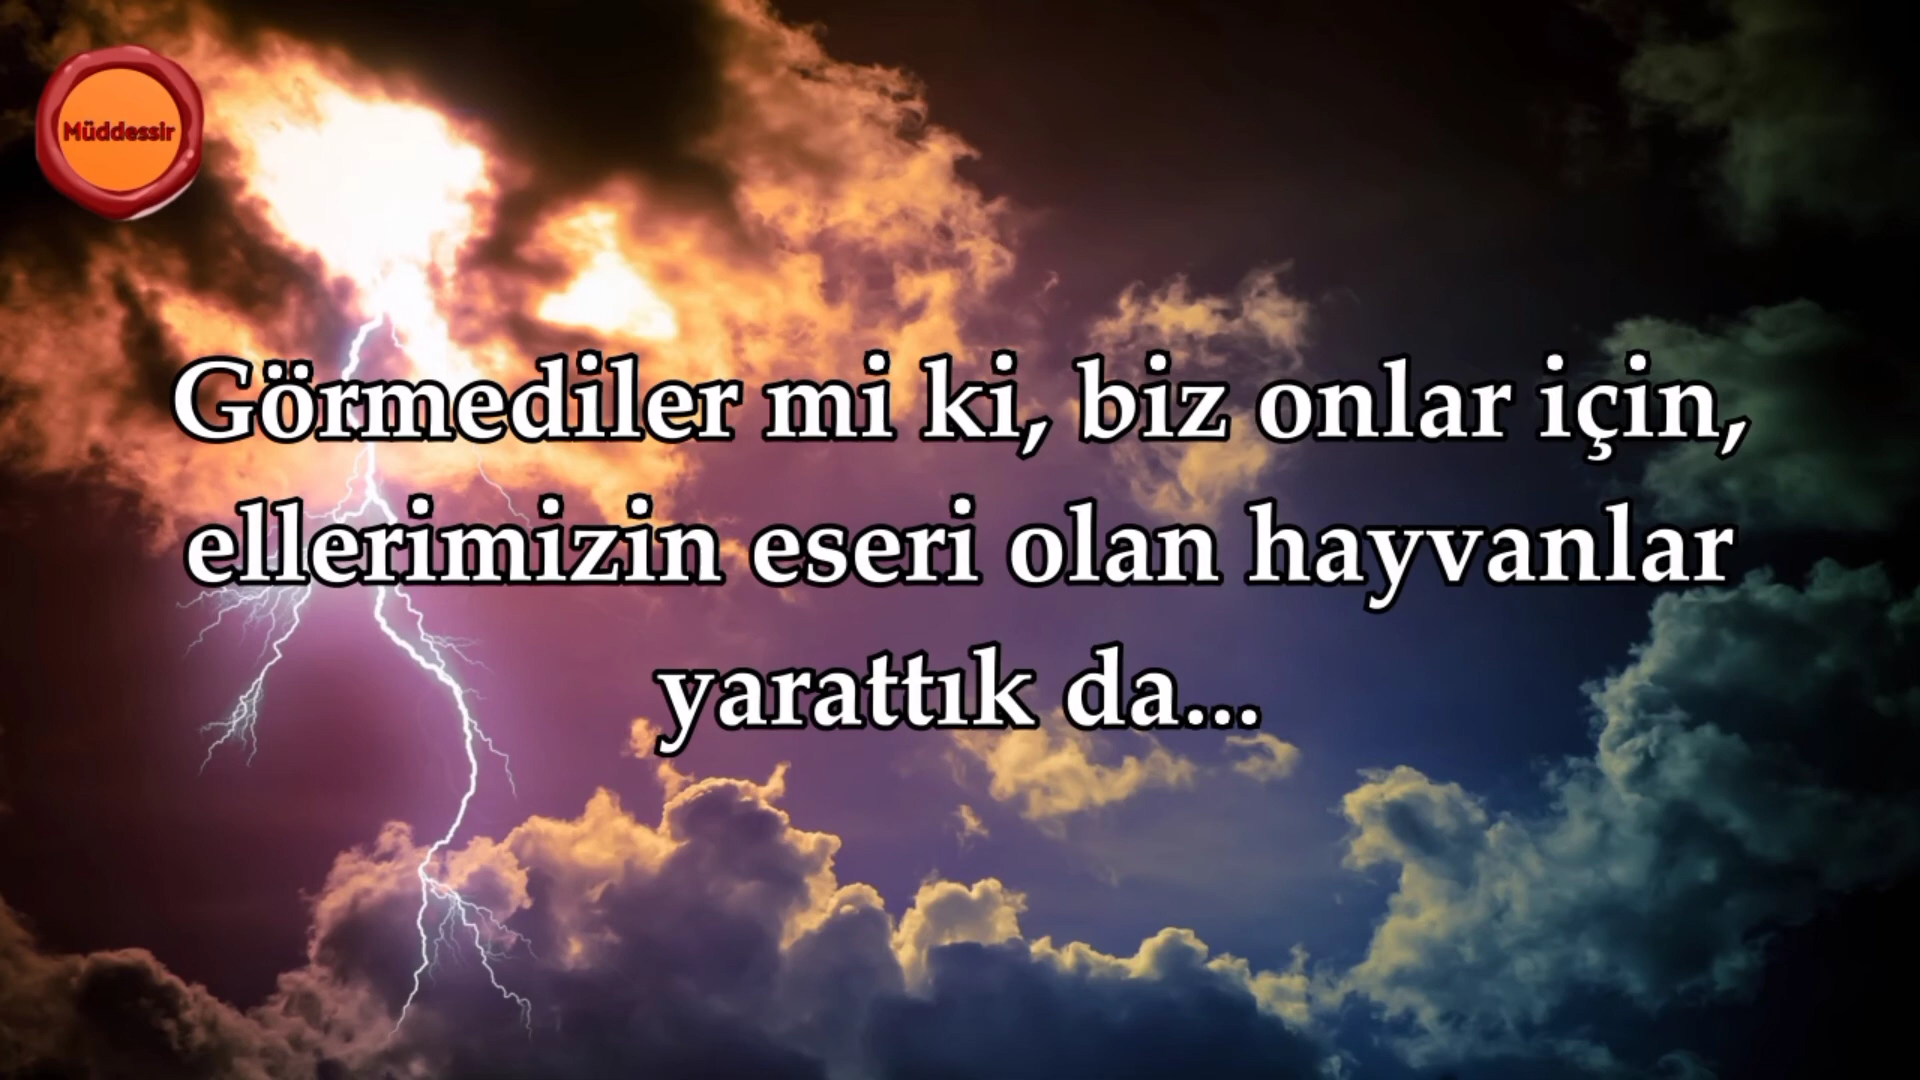 Müddessir
Görmediler mi ki, biz onlar için,
ellerimizin eseri olan hayvanlar
yarattık da...